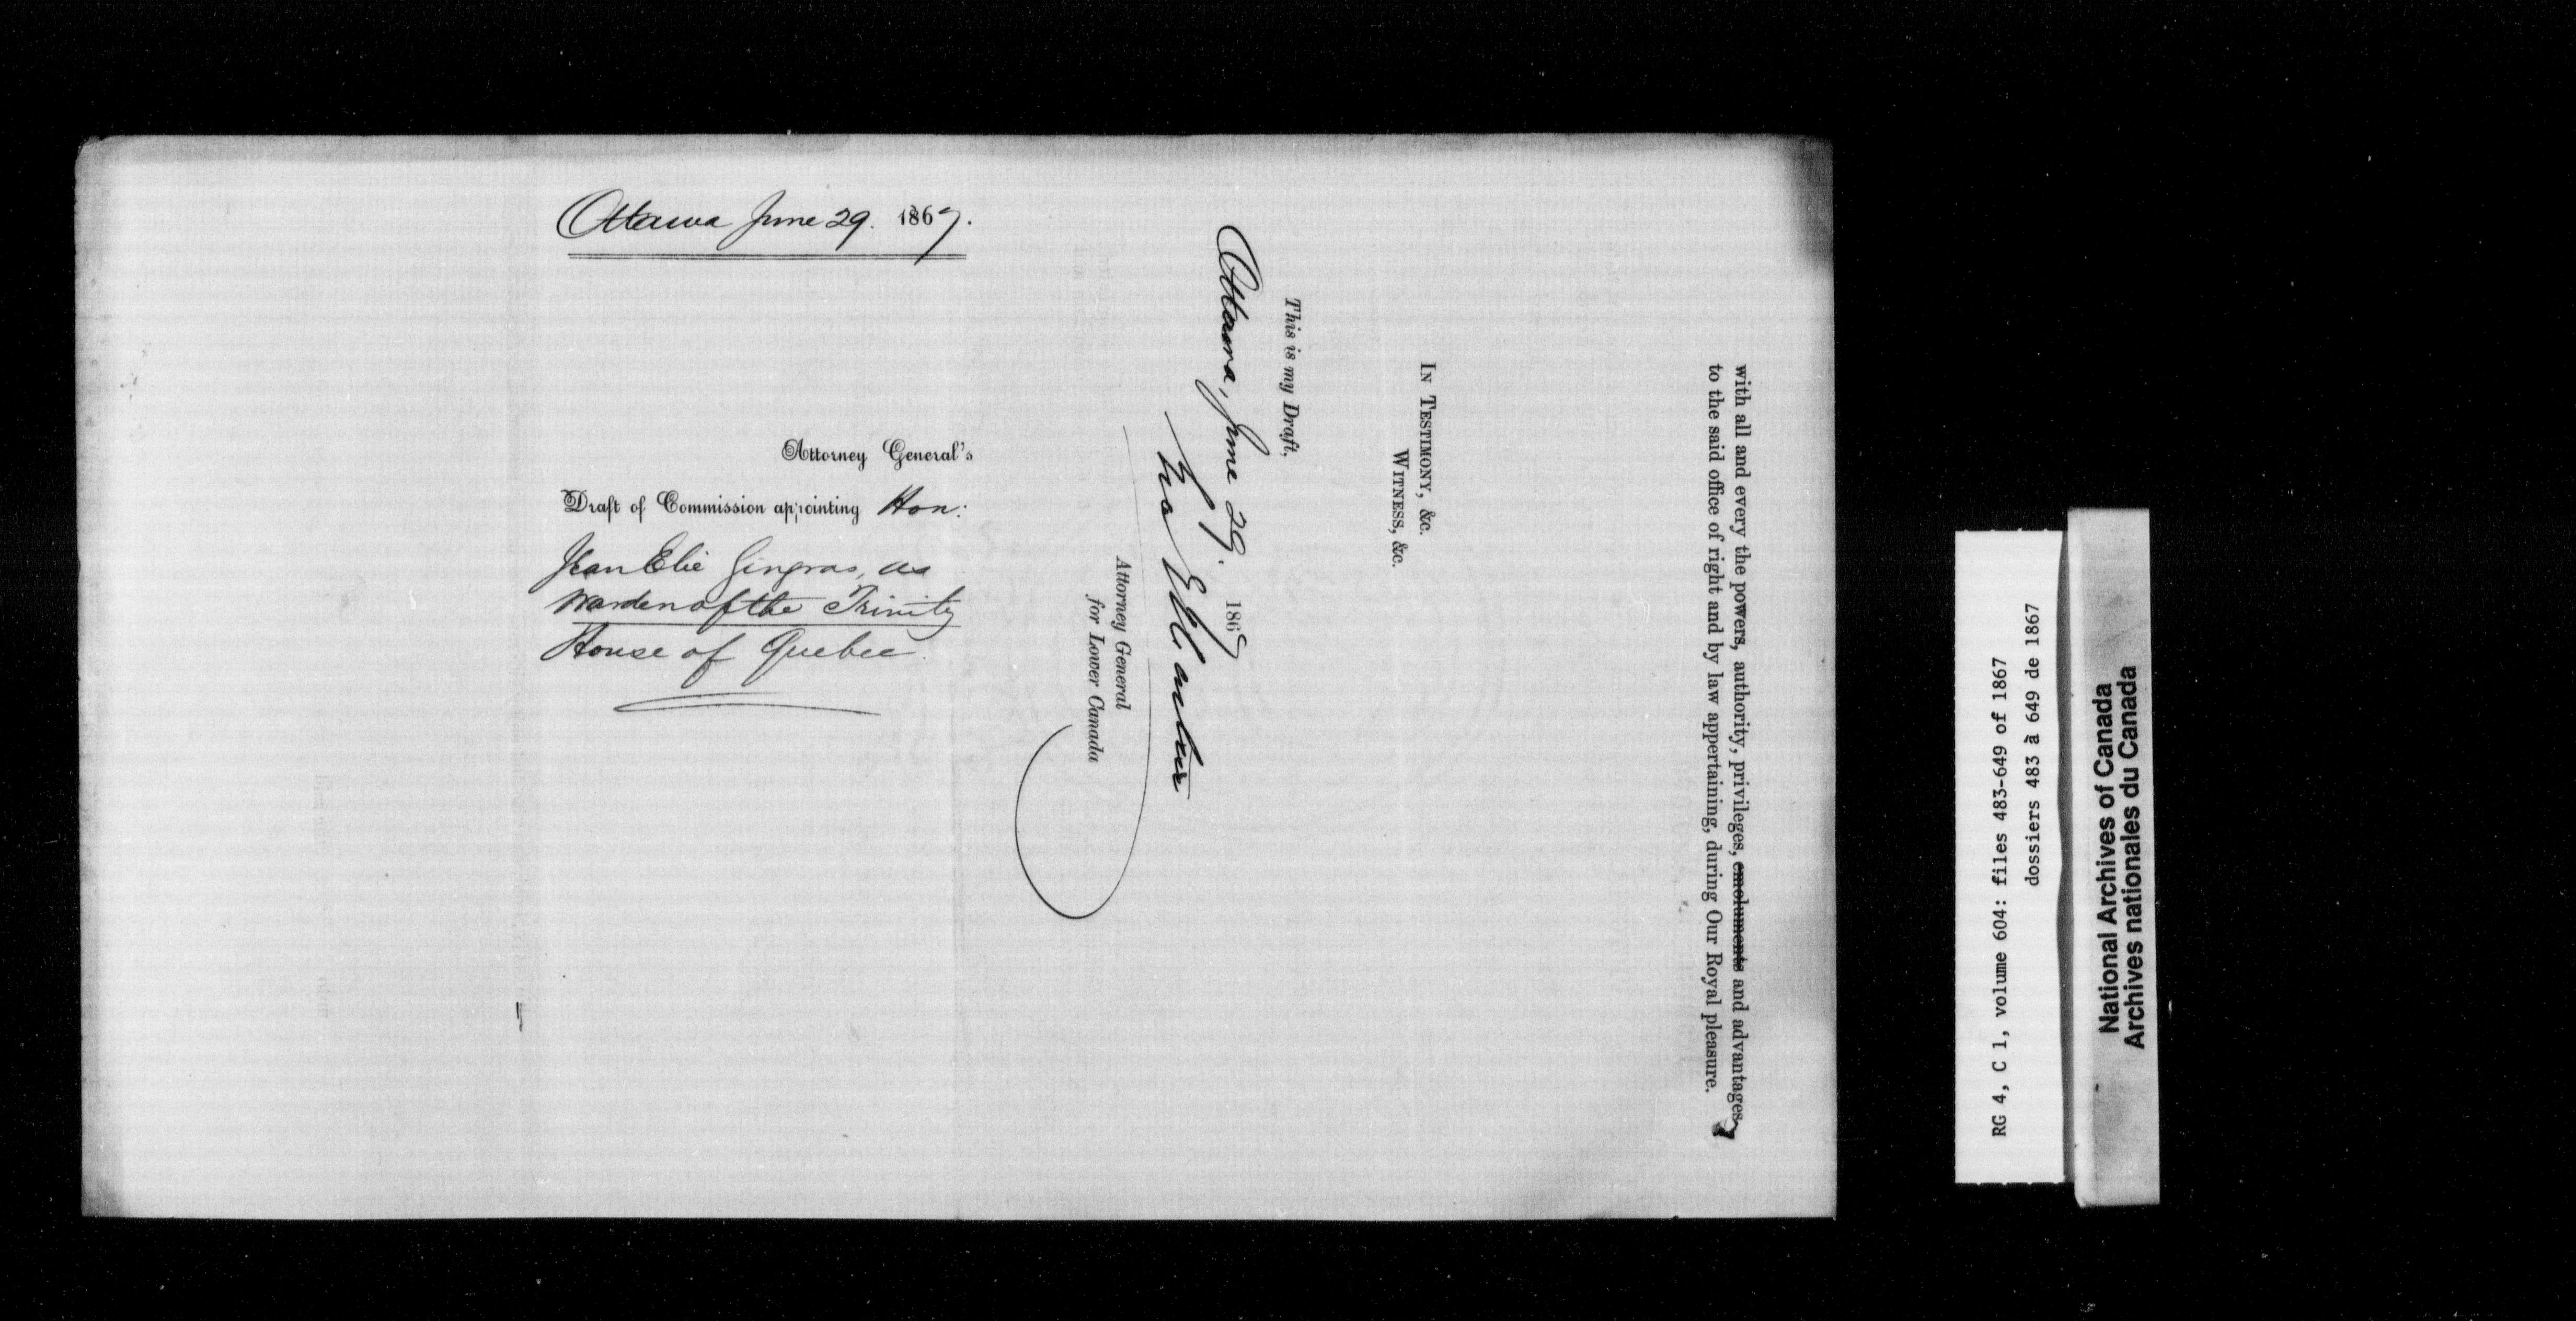 Ottawa June 29. 1867.
Attorney General's
Draft of Commission appointing Hon:
Jean Elie Gingras, as
Warden of the Trinity
House of Quebec.
with all and every the powers, authority, privileges, emoluments and advantages
to the said office of right and by law appertaining, during Our Royal pleasure.
IN TESTIMONY, &c.
WITNESS, &c.
This is my Draft,
Ottawa, June 29. 1867
Geo Et Cartier
Attorney General
for Lower Canada
RG 4, C 1, volume 604: files 483-649 of 1867
dossiers 483 à 649 de 1867
National Archives of Canada
Archives nationales du Canada